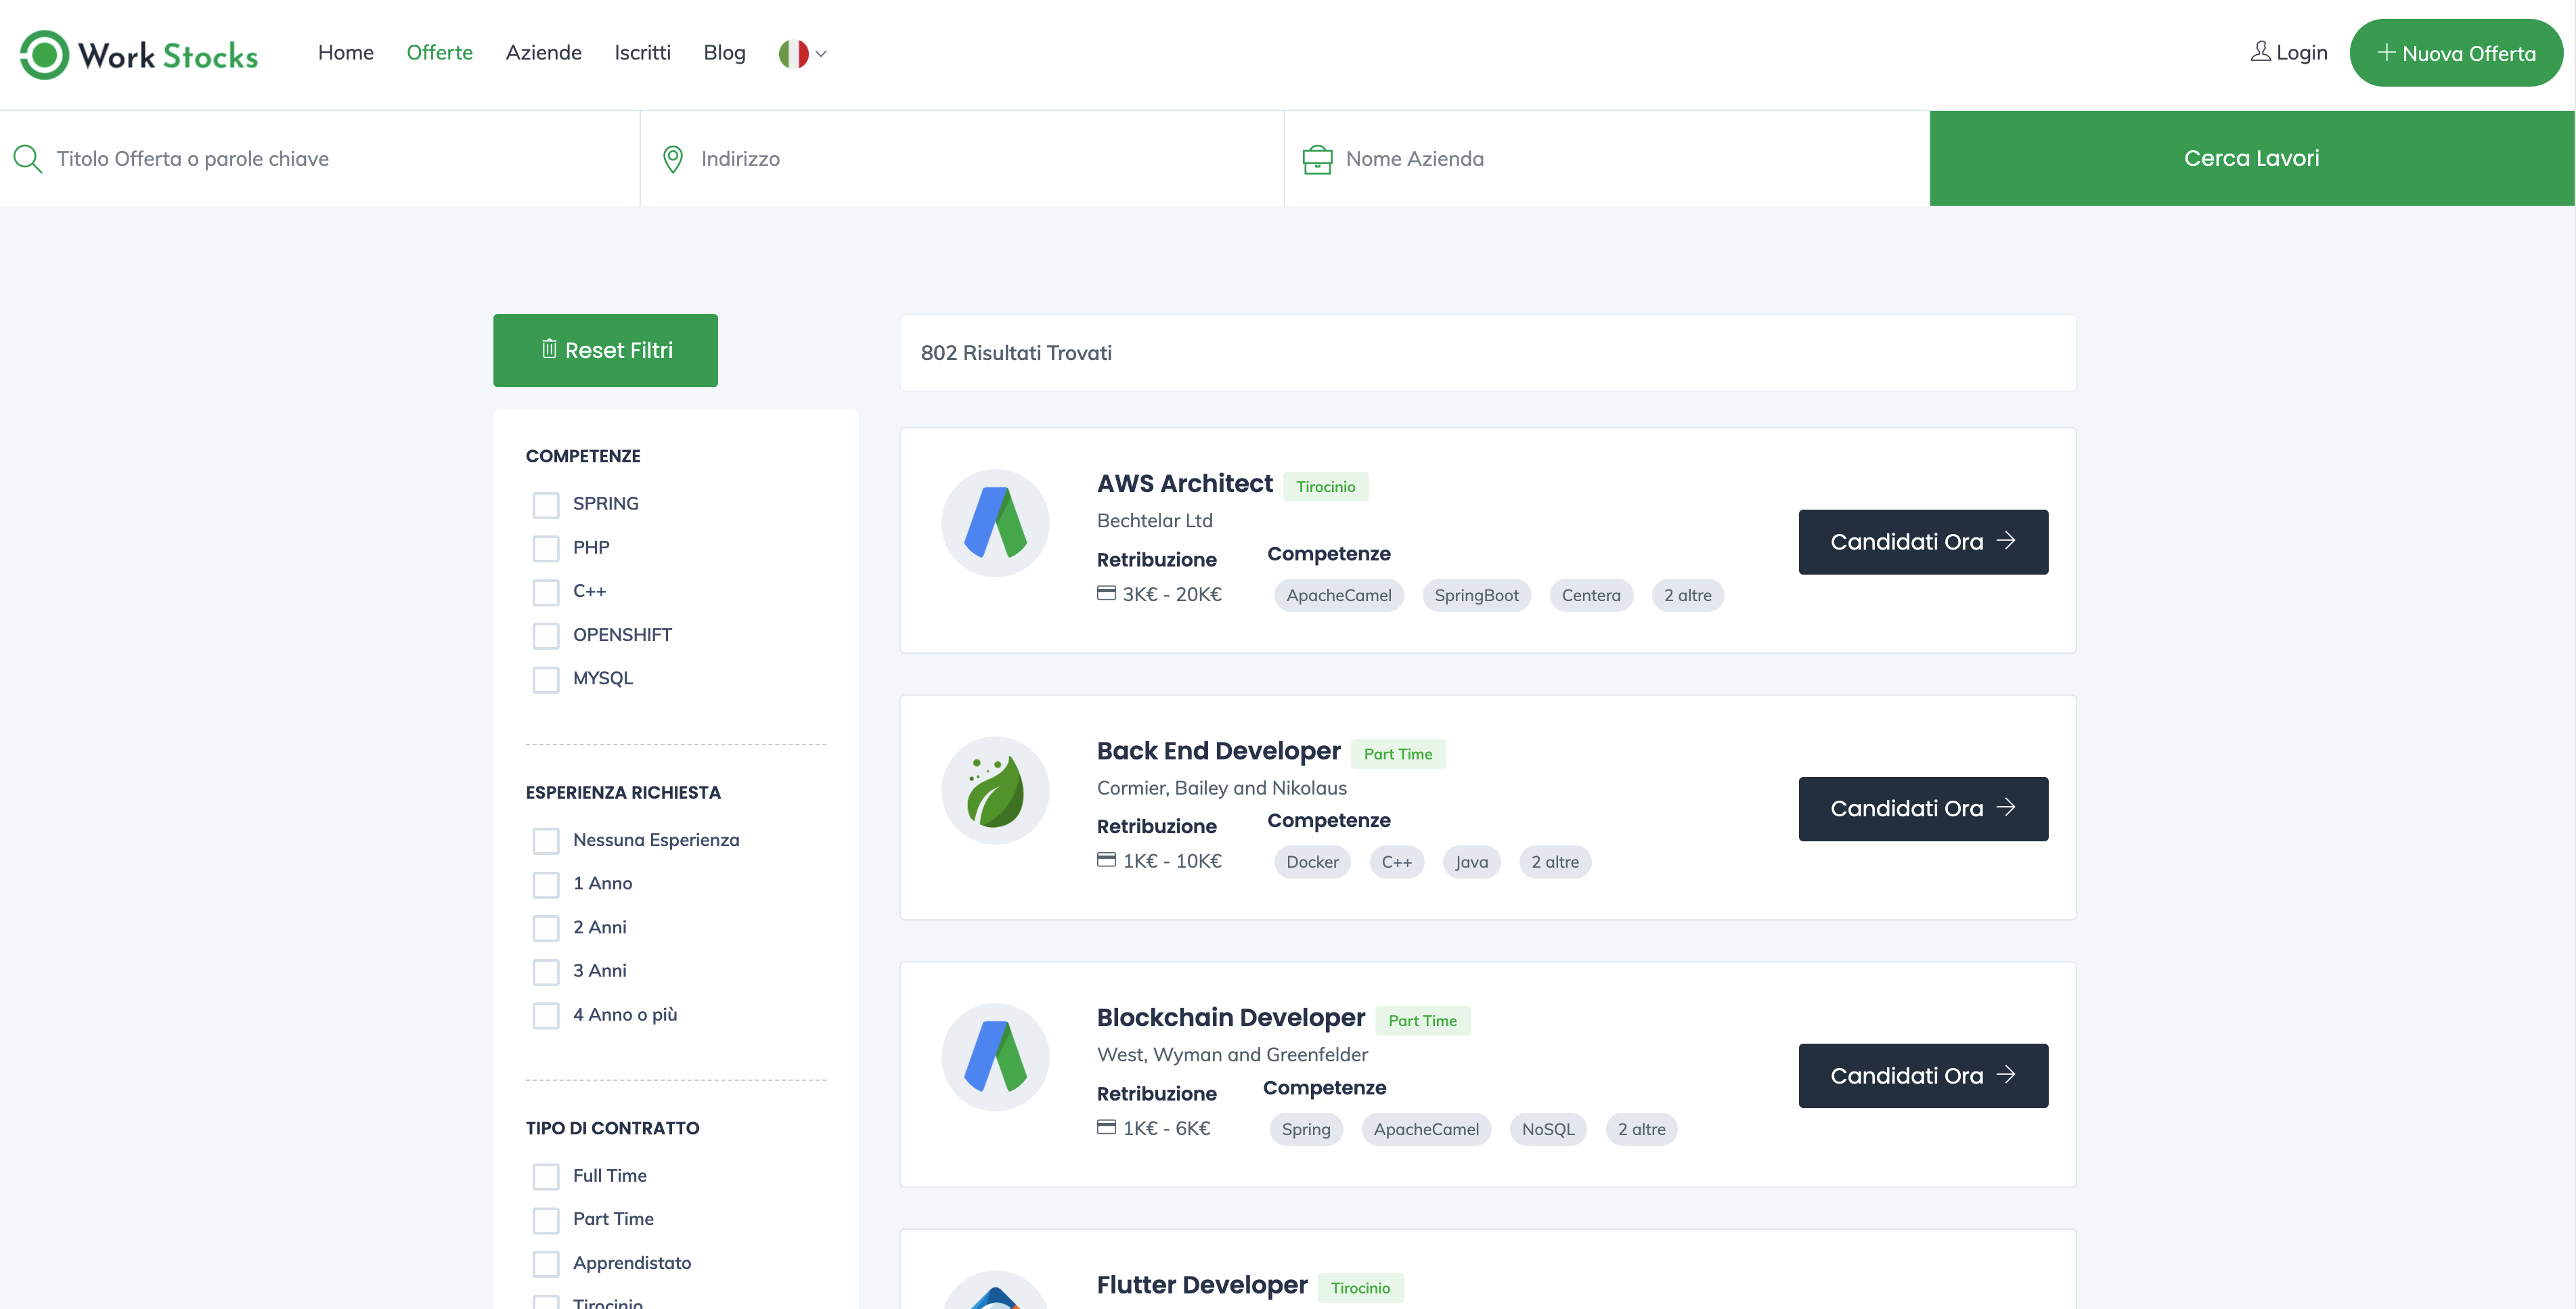 Work Stocks
Home Offerte Aziende Iscritti Blog
Login
Nuova Offerta
Titolo Offerta o parole chiave
Indirizzo
Nome Azienda
Cerca Lavori
Reset Filtri
802 Risultati Trovati
COMPETENZE
SPRING
PHP
C++
OPENSHIFT
MYSQL
ESPERIENZA RICHIESTA
Nessuna Esperienza
1 Anno
2 Anni
3 Anni
4 Anno o più
TIPO DI CONTRATTO
Full Time
Part Time
Apprendistato
Tirocinio
AWS Architect Tirocinio
Bechtelar Ltd
Retribuzione Competenze
3K€ - 20K€ ApacheCamel SpringBoot Centera 2 altre
Candidati Ora
Back End Developer Part Time
Cormier, Bailey and Nikolaus
Retribuzione Competenze
1K€ - 10K€ Docker C++ Java 2 altre
Candidati Ora
Blockchain Developer Part Time
West, Wyman and Greenfelder
Retribuzione Competenze
1K€ - 6K€ Spring ApacheCamel NoSQL 2 altre
Candidati Ora
Flutter Developer Tirocinio